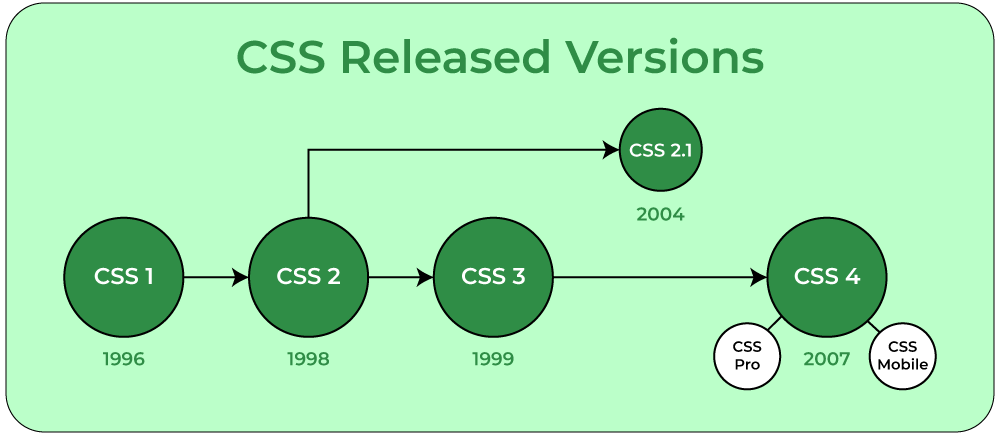 CSS Released Versions
CSS 2.1
2004
CSS 1
CSS 2
CSS 3
CSS 4
1996
1998
1999
2007
CSS
Pro
CSS
Mobile